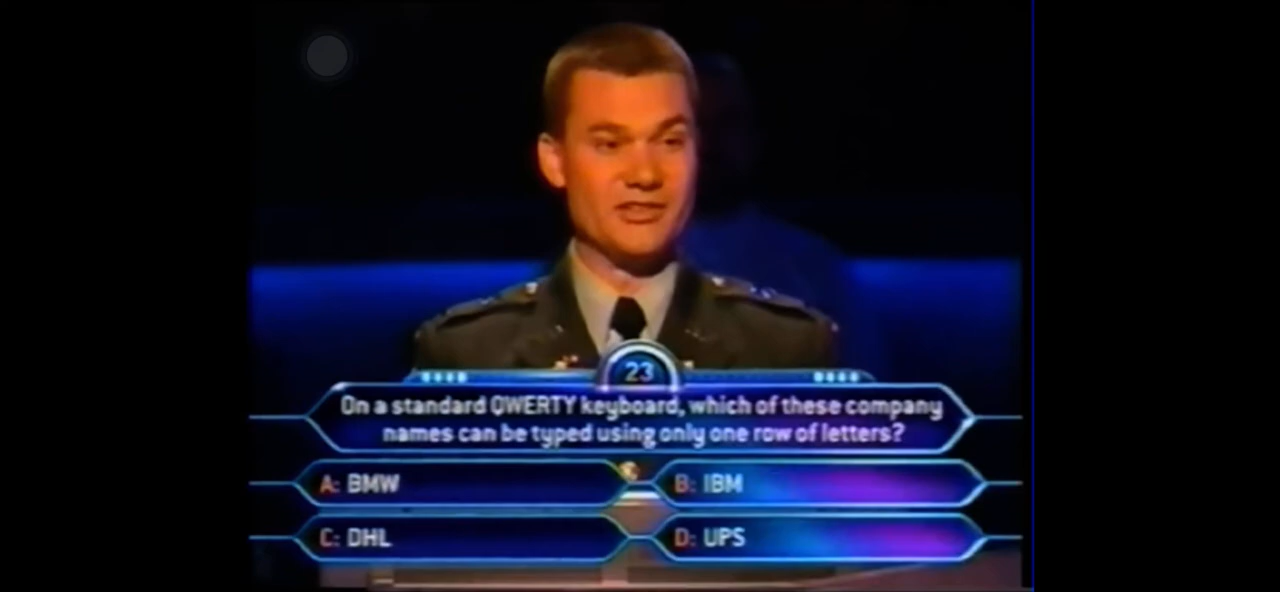 23
On a standard QWERTY keyboard, which of these company
names can be typed using only one row of letters?
A: BMW
B: IBM
C: DHL
D: UPS